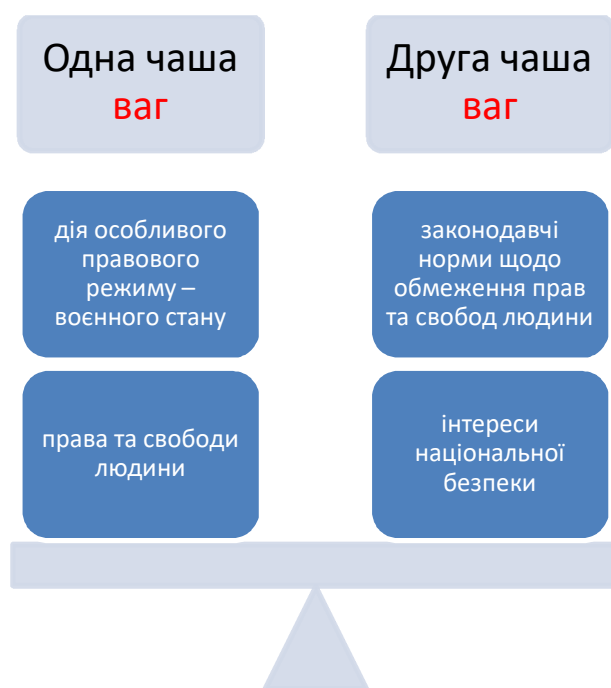 Одна чаша
ваг
Друга чаша
ваг
дія особливого
правового
режиму –
воєнного стану
законодавчі
норми щодо
обмеження прав
та свобод людини
права та свободи
людини
інтереси
національної
безпеки